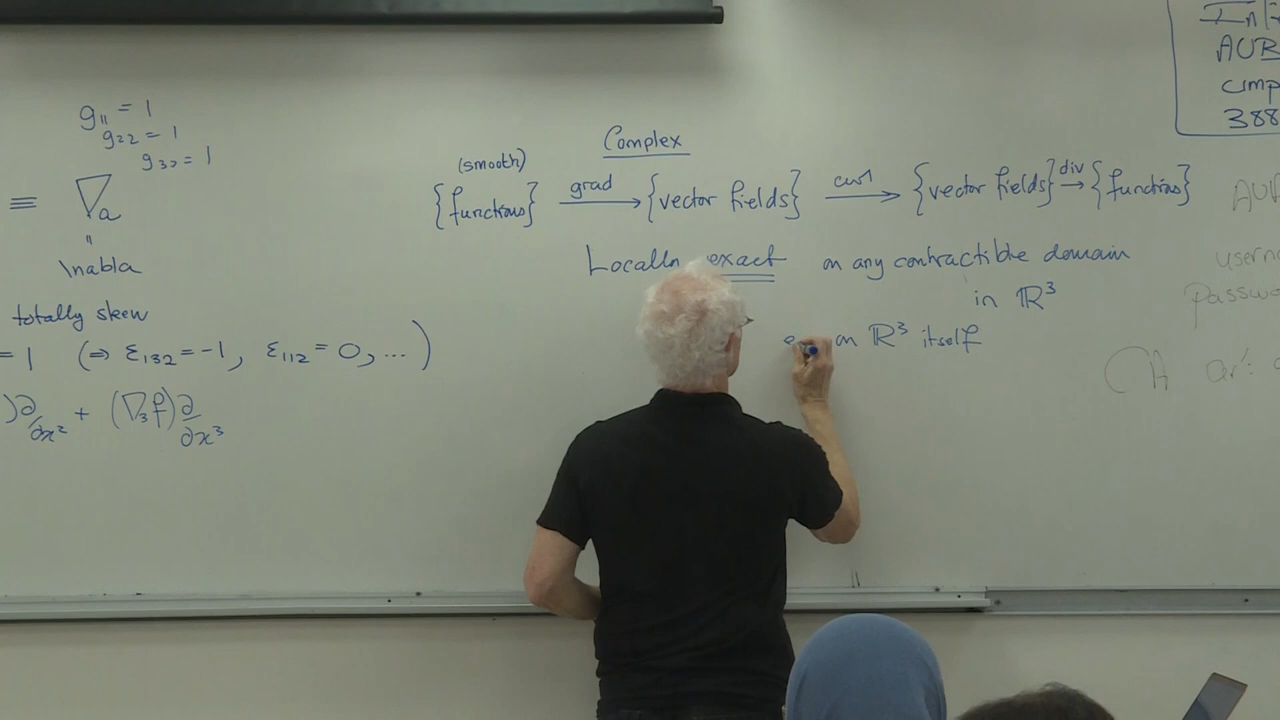 g₁₁ = 1
g₂₂ = 1
g₃₃ = 1
≡ ∇ₐ
"
\nabla
totally skew
= 1 (⇒ ε₁₃₂ = -1, ε₁₁₂ = 0, ...)
)∂/∂x² + (∇₃f)∂/∂x³
Complex
(smooth)
{functions} grad→ {vector fields} curl→ {vector fields} div→ {functions}
Locally exact on any contractible domain
in ℝ³
on ℝ³ itself
AUB
388